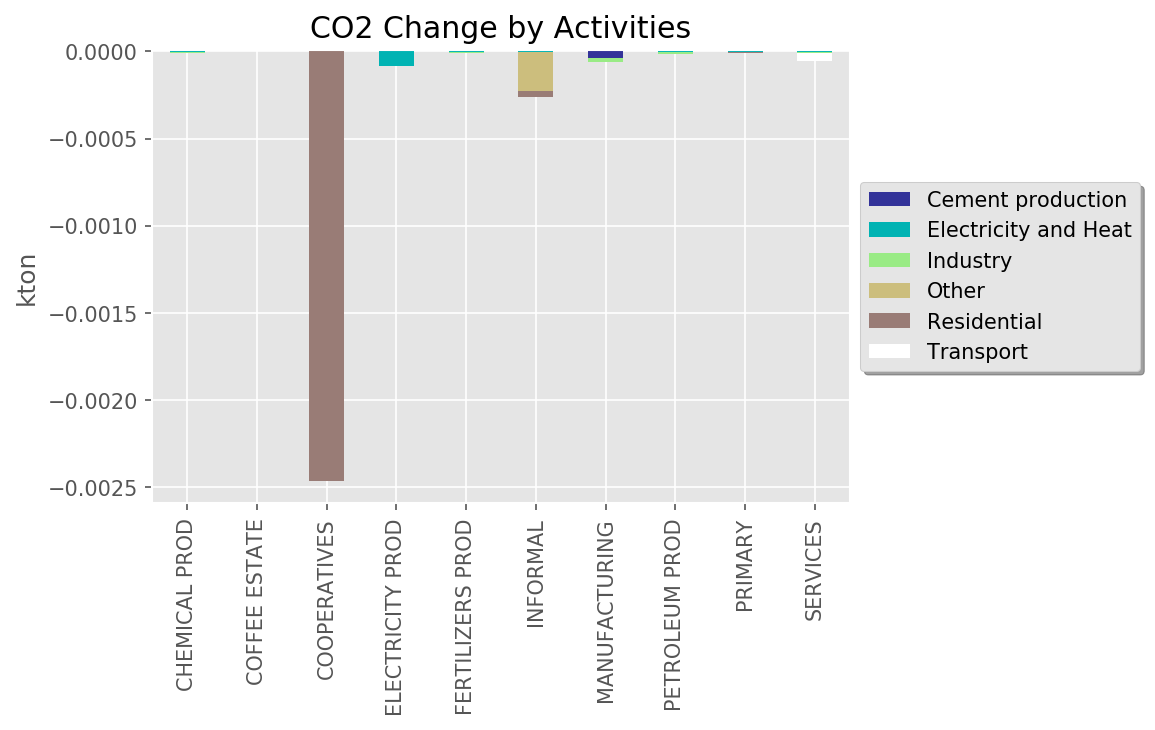 CO2 Change by Activities
0.0000
−0.0005
−0.0010
−0.0015
−0.0020
−0.0025
kton
CHEMICAL PROD
COFFEE ESTATE
COOPERATIVES
ELECTRICITY PROD
FERTILIZERS PROD
INFORMAL
MANUFACTURING
PETROLEUM PROD
PRIMARY
SERVICES
Cement production
Electricity and Heat
Industry
Other
Residential
Transport